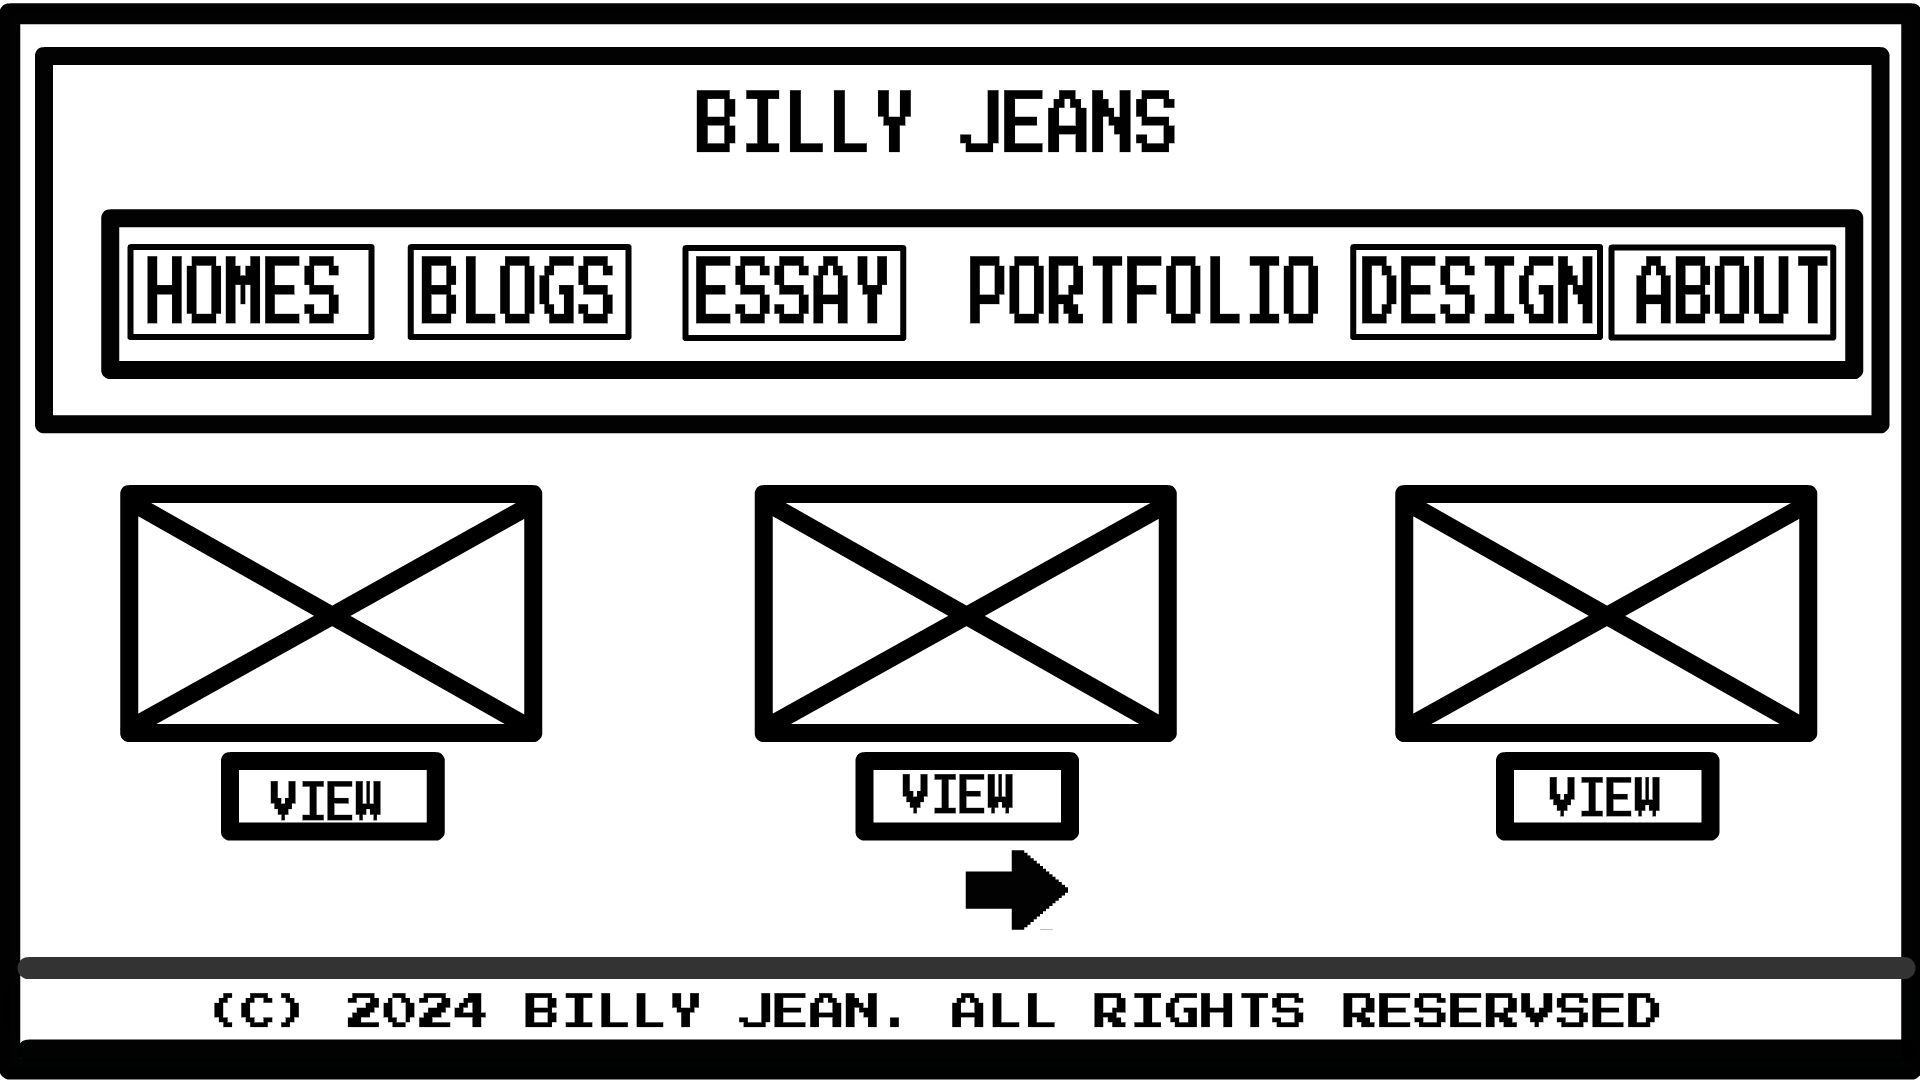 BILLY JEANS
HOMES BLOGS ESSAY PORTFOLIO DESIGN ABOUT
VIEW VIEW VIEW
(C) 2024 BILLY JEAN. ALL RIGHTS RESERVSED